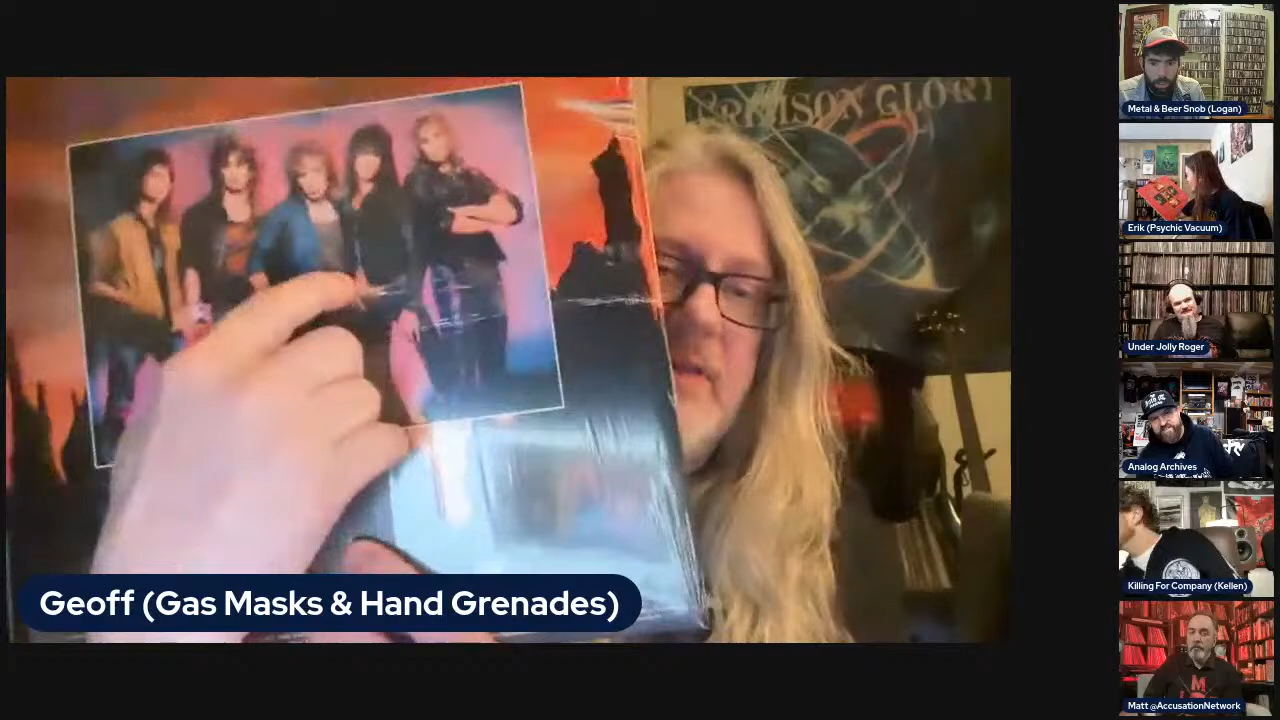 CRIMSON GLORY
Geoff (Gas Masks & Hand Grenades)
Metal & Beer Snob (Logan)
Erik (Psychic Vacuum)
Under Jolly Roger
Analog Archives
Killing For Company (Kellen)
Matt @AccusationNetwork